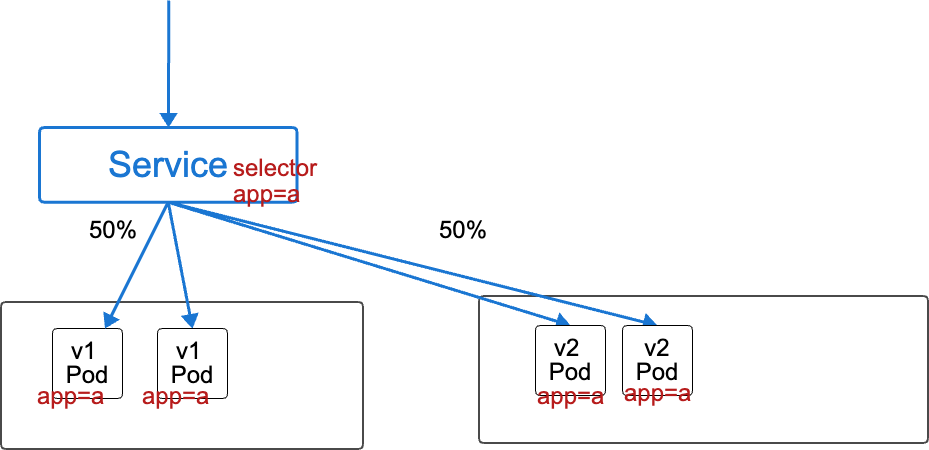 Service
selector
app=a
50%
50%
v1
Pod
app=a
v1
Pod
app=a
v2
Pod
app=a
v2
Pod
app=a